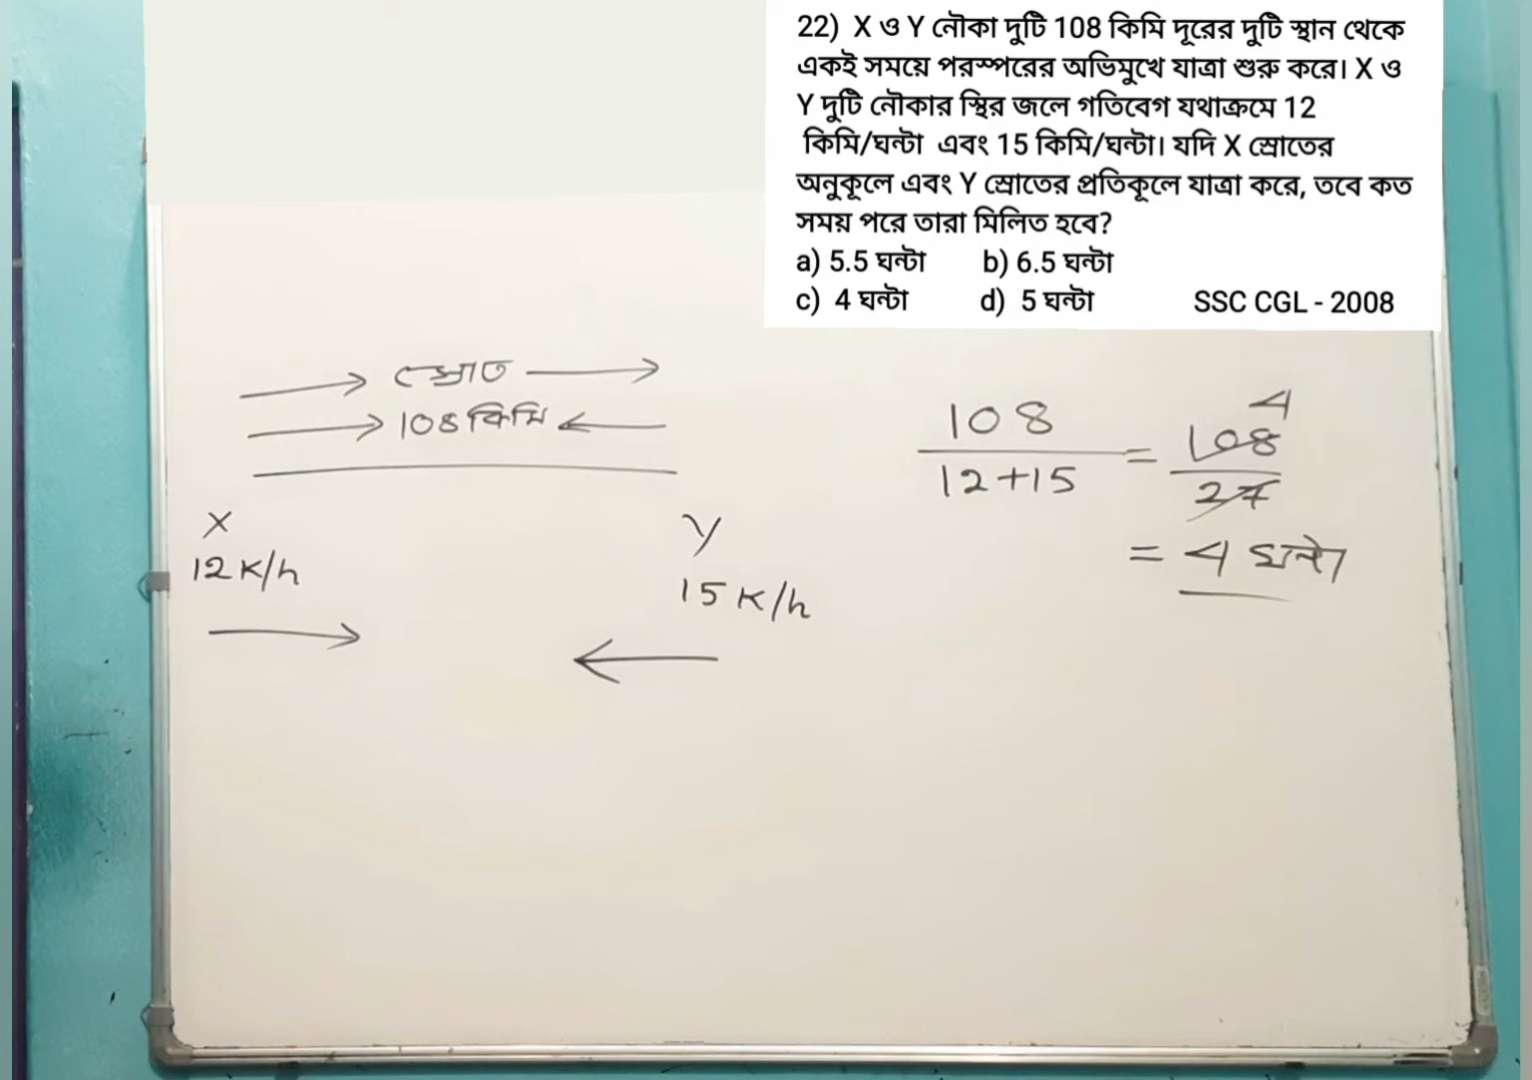 22) X ও Y নৌকা দুটি 108 কিমি দূরের দুটি স্থান থেকে
একই সময়ে পরস্পরের অভিমুখে যাত্রা শুরু করে। X ও
Y দুটি নৌকার স্থির জলে গতিবেগ যথাক্রমে 12
কিমি/ঘন্টা এবং 15 কিমি/ঘন্টা। যদি X স্রোতের
অনুকূলে এবং Y স্রোতের প্রতিকূলে যাত্রা করে, তবে কত
সময় পরে তারা মিলিত হবে?
a) 5.5 ঘন্টা b) 6.5 ঘন্টা
c) 4 ঘন্টা d) 5 ঘন্টা SSC CGL - 2008
→ স্রোত →
→ 108 কিমি ←
X Y
12 K/h 15 K/h
→ ←
4
108 = 108
12+15 27
= 4 ঘন্টা